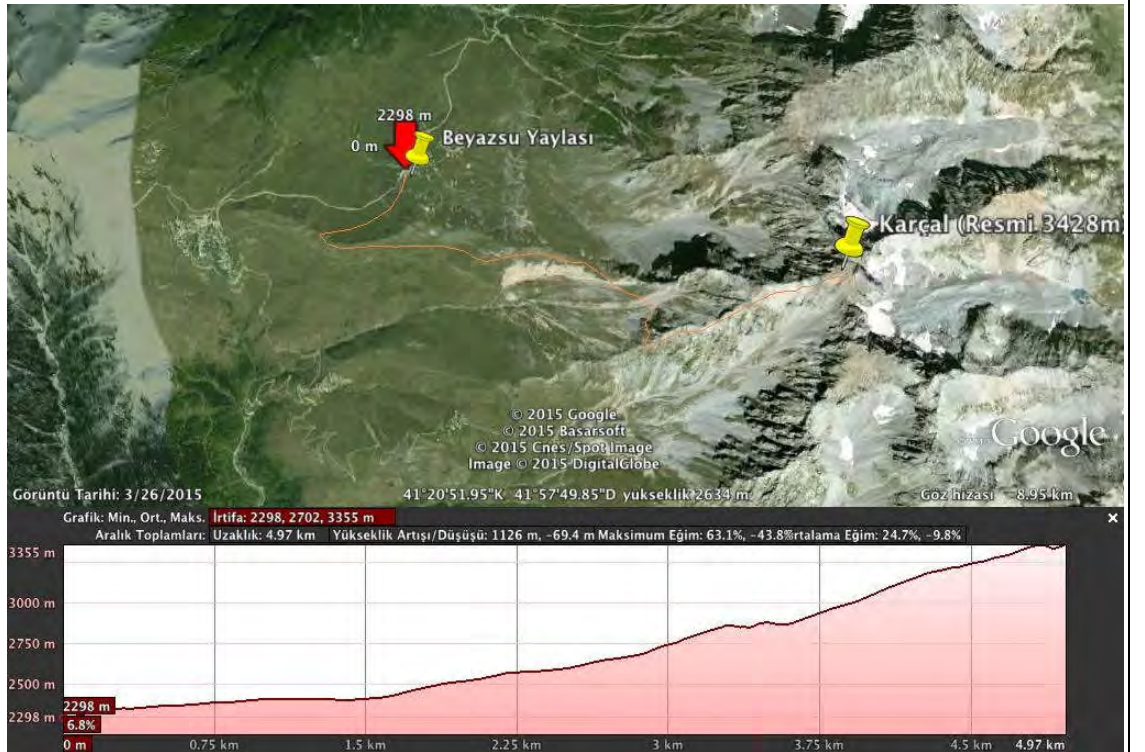 2298 m
0 m
Beyazsu Yaylası
Karçal (Resmi 3428m)
© 2015 Google
© 2015 Basarsoft
© 2015 Cnes/Spot Image
Image © 2015 DigitalGlobe
Google
Görüntü Tarihi: 3/26/2015 41°20'51.95"K 41°57'49.85"D yükseklik 2634 m Göz hizası 8.95 km
Grafik: Min., Ort., Maks. İrtifa: 2298, 2702, 3355 m
Aralık Toplamları: Uzaklık: 4.97 km Yükseklik Artışı/Düşüşü: 1126 m, -69.4 m Maksimum Eğim: 63.1%, -43.8%rtalama Eğim: 24.7%, -9.8%
3355 m
3000 m
2750 m
2500 m
2298 m
2298 m
6.8%
0 m 0.75 km 1.5 km 2.25 km 3 km 3.75 km 4.5 km 4.97 km